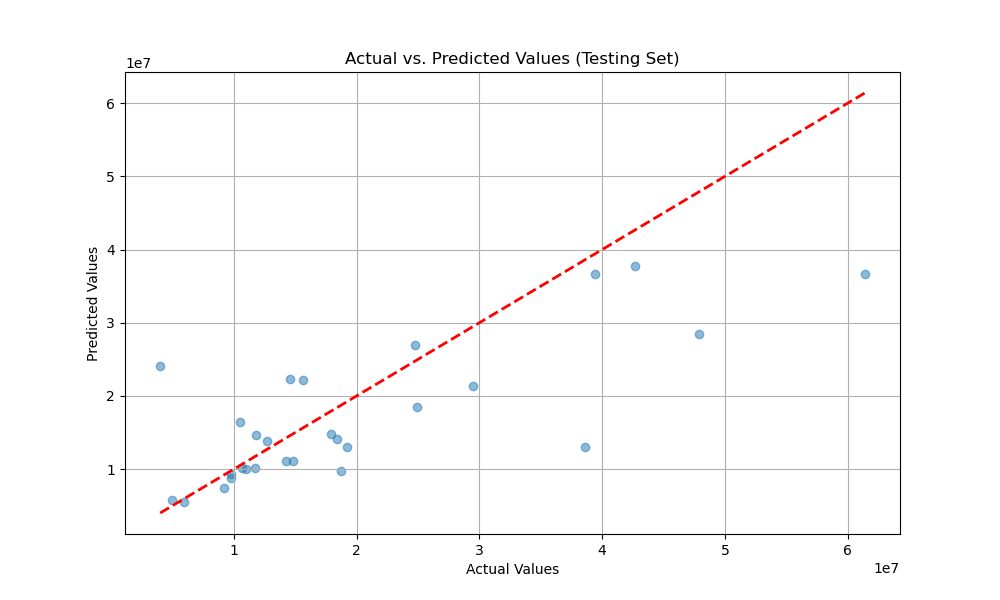 Actual vs. Predicted Values (Testing Set)
1e7
6
5
4
3
2
1
Predicted Values
1 2 3 4 5 6
1e7
Actual Values